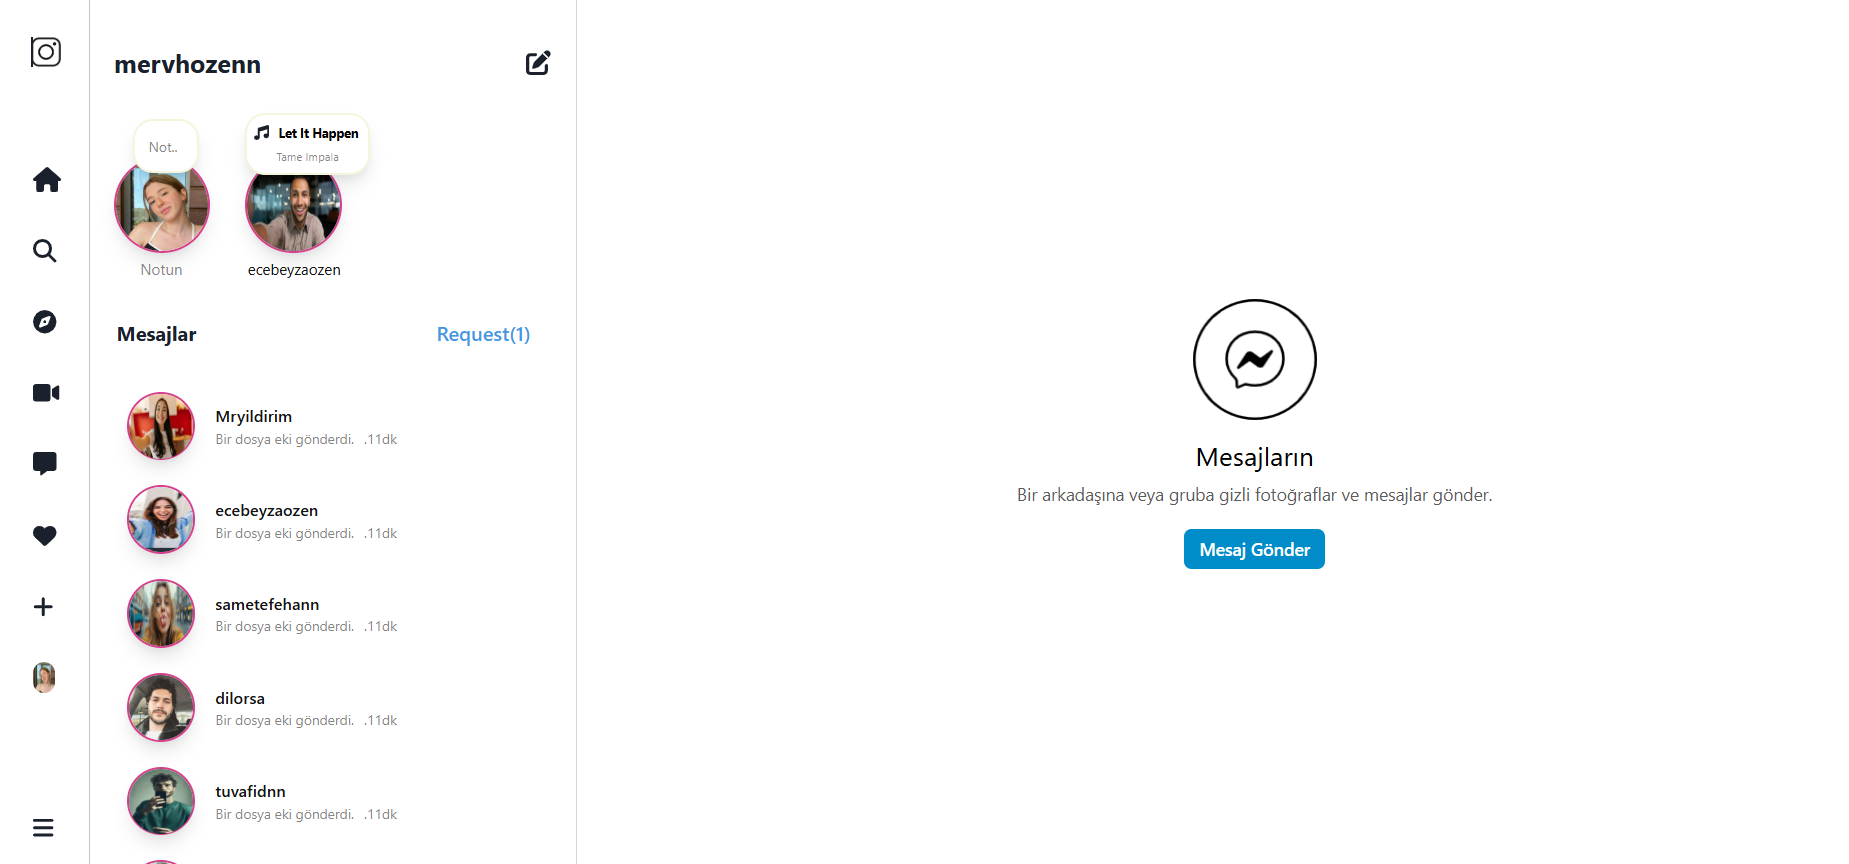 mervhozenn
Not..
Let It Happen
Tame Impala
Notun
ecebeyzaozen
Mesajlar
Request(1)
Mryildirim
Bir dosya eki gönderdi. .11dk
ecebeyzaozen
Bir dosya eki gönderdi. .11dk
sametefehann
Bir dosya eki gönderdi. .11dk
dilorsa
Bir dosya eki gönderdi. .11dk
tuvafidnn
Bir dosya eki gönderdi. .11dk
Mesajların
Bir arkadaşına veya gruba gizli fotoğraflar ve mesajlar gönder.
Mesaj Gönder